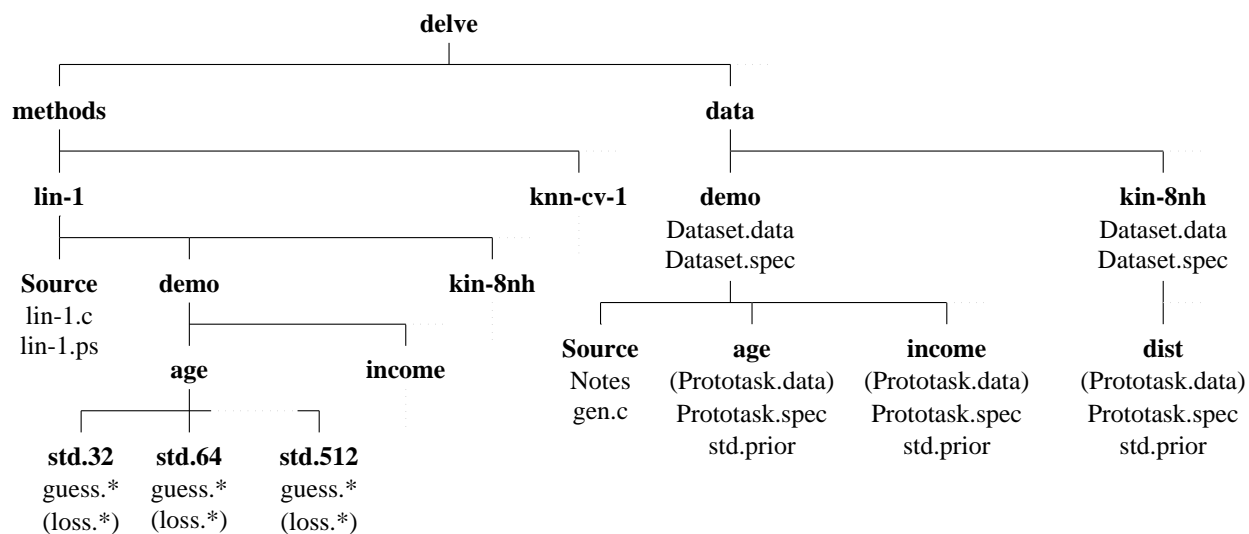 delve
methods data
lin-1 knn-cv-1 demo kin-8nh
Dataset.data Dataset.data
Dataset.spec Dataset.spec
Source demo kin-8nh
lin-1.c
lin-1.ps
Source age income dist
Notes (Prototask.data) (Prototask.data) (Prototask.data)
gen.c Prototask.spec Prototask.spec Prototask.spec
std.prior std.prior std.prior
age income
std.32 std.64 std.512
guess.* guess.* guess.*
(loss.*) (loss.*) (loss.*)